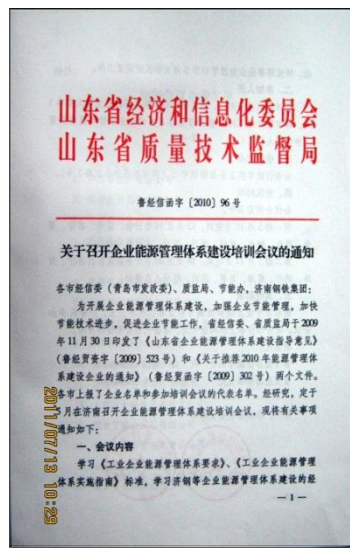 山东省经济和信息化委员会
山东省质量技术监督局
鲁经信函字〔2010〕96号
关于召开企业能源管理体系建设培训会议的通知
各市经信委（青岛市发改委）、质监局、节能办，济南钢铁集团：
为开展企业能源管理体系建设，加强企业节能管理，加快
节能技术进步，促进企业节能工作，省经信委、省质监局于2009
年11月30日印发了《山东省企业能源管理体系建设指导意见》
（鲁经贸资字〔2009〕523号）和《关于推荐2010年能源管理体
系建设企业的通知》（鲁经贸函字〔2009〕302号）两个文件。
各市上报了企业名单和参加培训会议的代表名单。经研究，定于
月在济南召开企业能源管理体系建设培训会议，现将有关事项
通知如下：
一、会议内容
学习《工业企业能源管理体系要求》、《工业企业能源管理
体系实施指南》标准，学习济钢等企业能源管理体系建设的经
—1—
2011/07/13 10:29